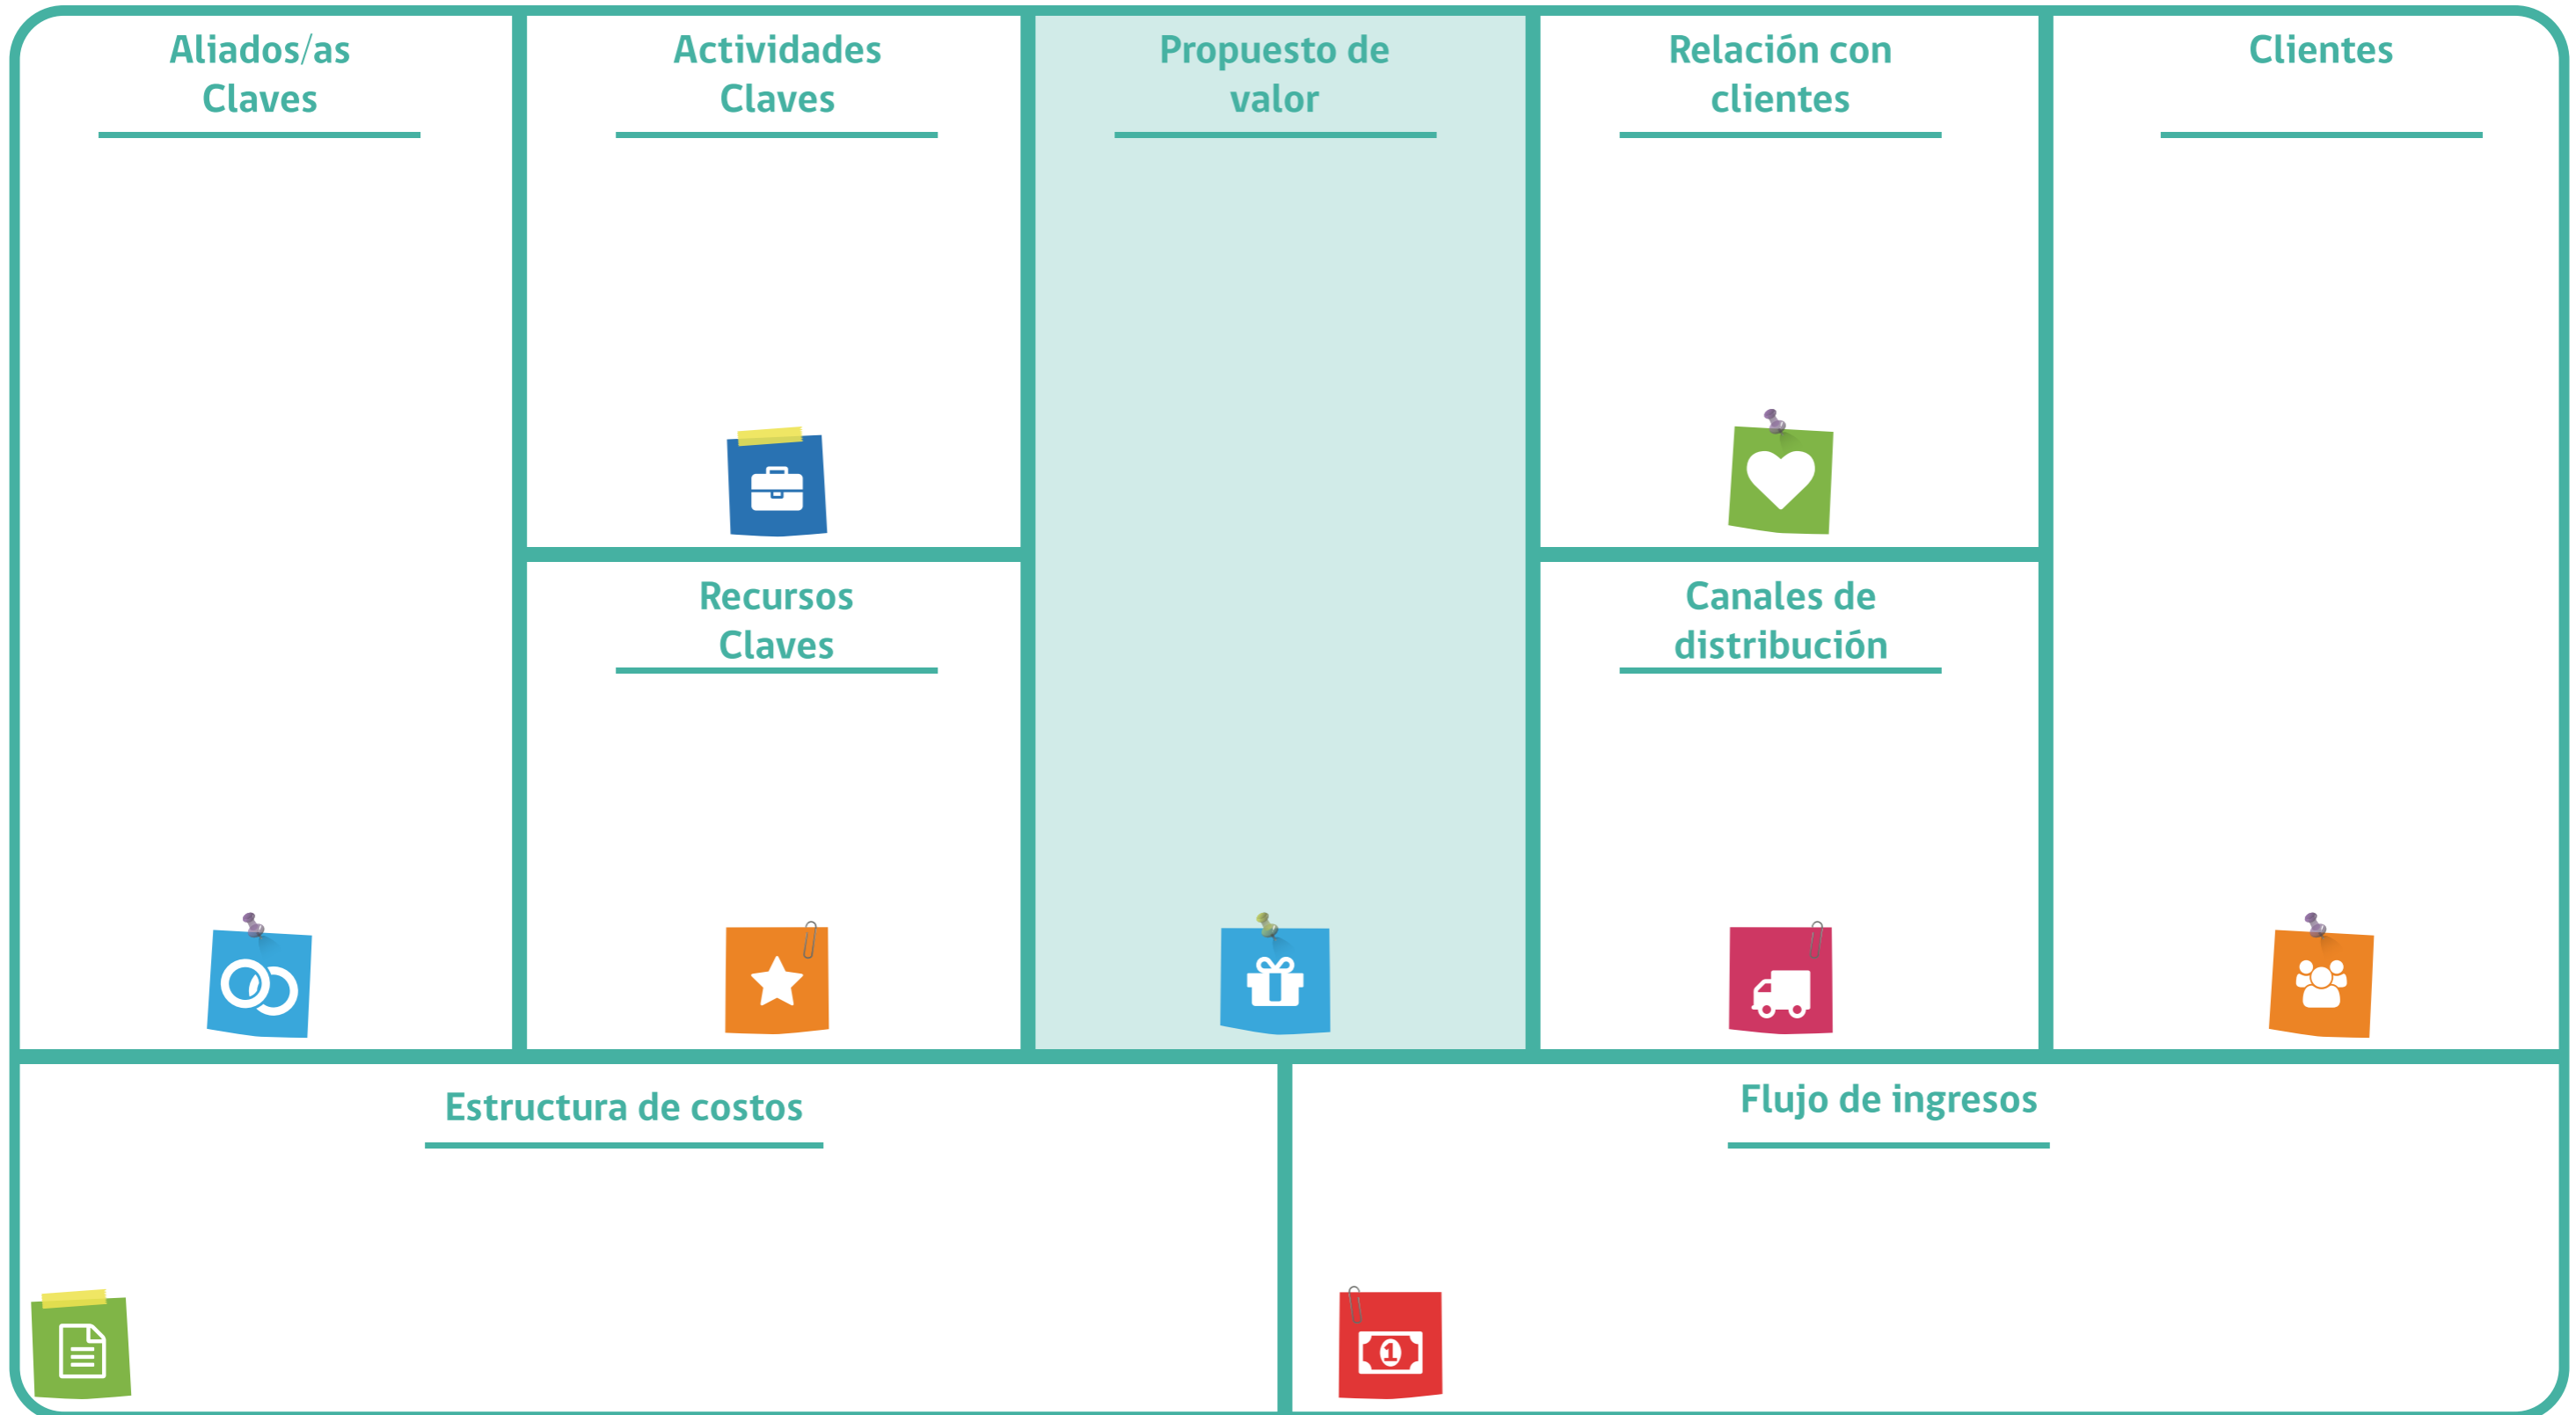 Aliados/as
Claves
Actividades
Claves
Recursos
Claves
Propuesto de
valor
Relación con
clientes
Canales de
distribución
Clientes
Estructura de costos
Flujo de ingresos
1